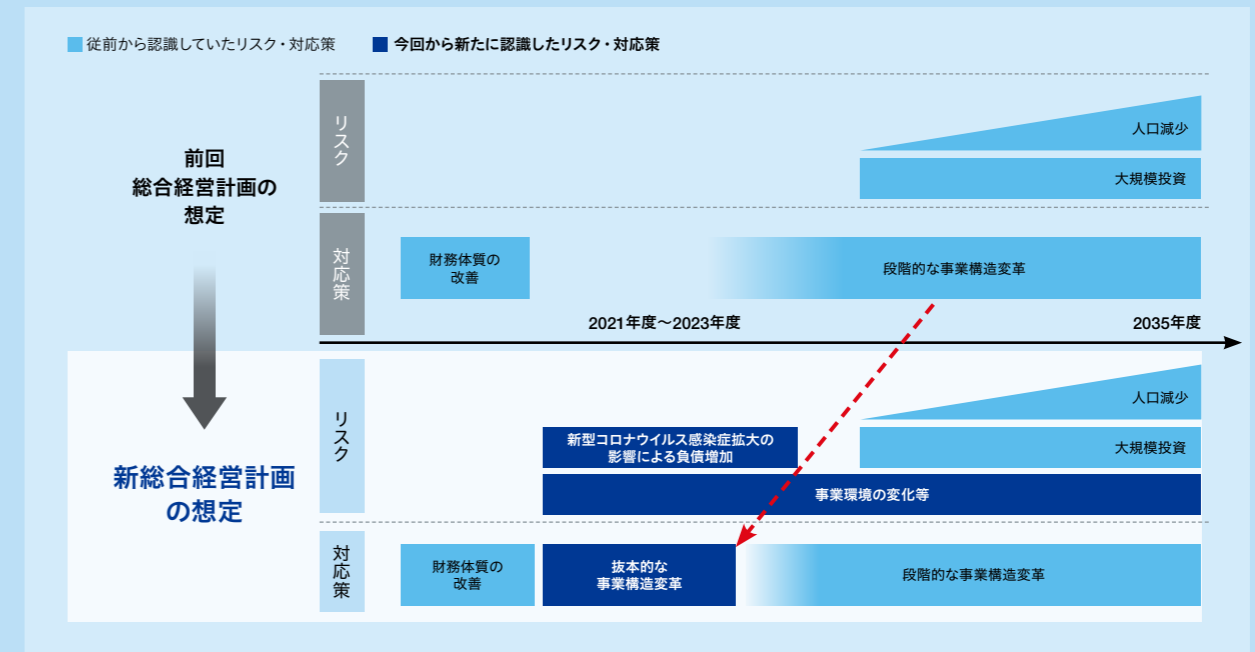 従前から認識していたリスク・対応策
今回から新たに認識したリスク・対応策
前回
総合経営計画の
想定
リスク
人口減少
大規模投資
対応策
財務体質の
改善
段階的な事業構造変革
2021年度～2023年度
2035年度
新総合経営計画
の想定
リスク
人口減少
新型コロナウイルス感染症拡大の
影響による負債増加
大規模投資
事業環境の変化等
対応策
財務体質の
改善
抜本的な
事業構造変革
段階的な事業構造変革